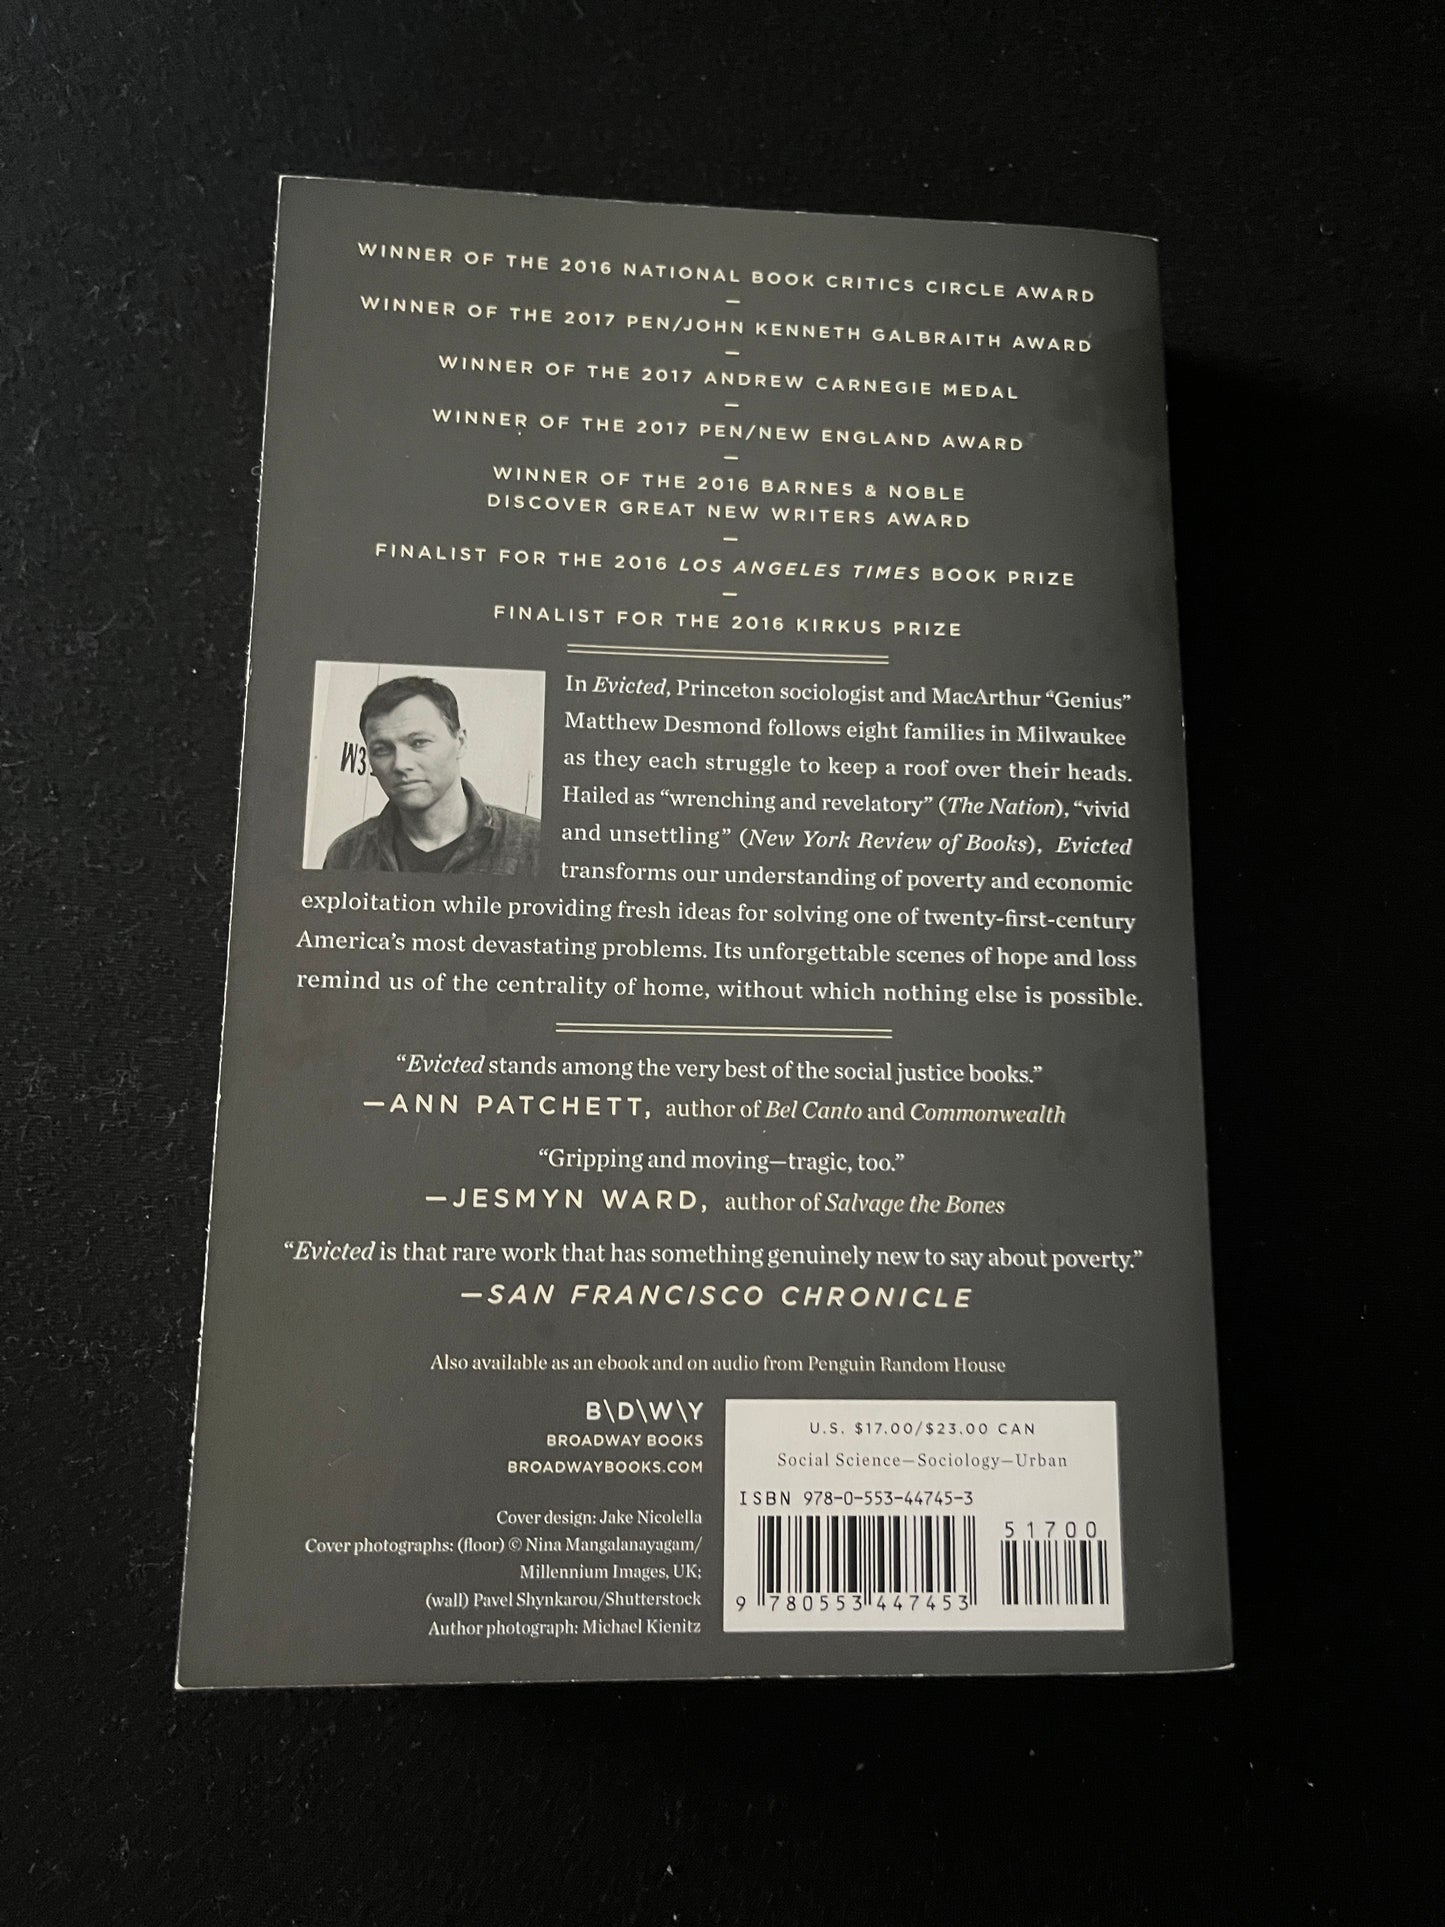 WINNER OF THE 2016 NATIONAL BOOK CRITICS CIRCLE AWARD
–
WINNER OF THE 2017 PEN/JOHN KENNETH GALBRAITH AWARD
–
WINNER OF THE 2017 ANDREW CARNEGIE MEDAL
–
WINNER OF THE 2017 PEN/NEW ENGLAND AWARD
–
WINNER OF THE 2016 BARNES & NOBLE
DISCOVER GREAT NEW WRITERS AWARD
–
FINALIST FOR THE 2016 LOS ANGELES TIMES BOOK PRIZE
–
FINALIST FOR THE 2016 KIRKUS PRIZE
W3
In Evicted, Princeton sociologist and MacArthur “Genius”
Matthew Desmond follows eight families in Milwaukee
as they each struggle to keep a roof over their heads.
Hailed as “wrenching and revelatory” (The Nation), “vivid
and unsettling” (New York Review of Books), Evicted
transforms our understanding of poverty and economic
exploitation while providing fresh ideas for solving one of twenty-first-century
America’s most devastating problems. Its unforgettable scenes of hope and loss
remind us of the centrality of home, without which nothing else is possible.
“Evicted stands among the very best of the social justice books.”
—ANN PATCHETT, author of Bel Canto and Commonwealth
“Gripping and moving—tragic, too.”
—JESMYN WARD, author of Salvage the Bones
“Evicted is that rare work that has something genuinely new to say about poverty.”
—SAN FRANCISCO CHRONICLE
Also available as an ebook and on audio from Penguin Random House
B\D\W\Y
BROADWAY BOOKS
BROADWAYBOOKS.COM
Cover design: Jake Nicolella
Cover photographs: (floor) © Nina Mangalanayagam/
Millennium Images, UK;
(wall) Pavel Shynkarou/Shutterstock
Author photograph: Michael Kienitz
U.S. $17.00/$23.00 CAN
Social Science—Sociology—Urban
ISBN 978-0-553-44745-3
51700
9 780553 447453